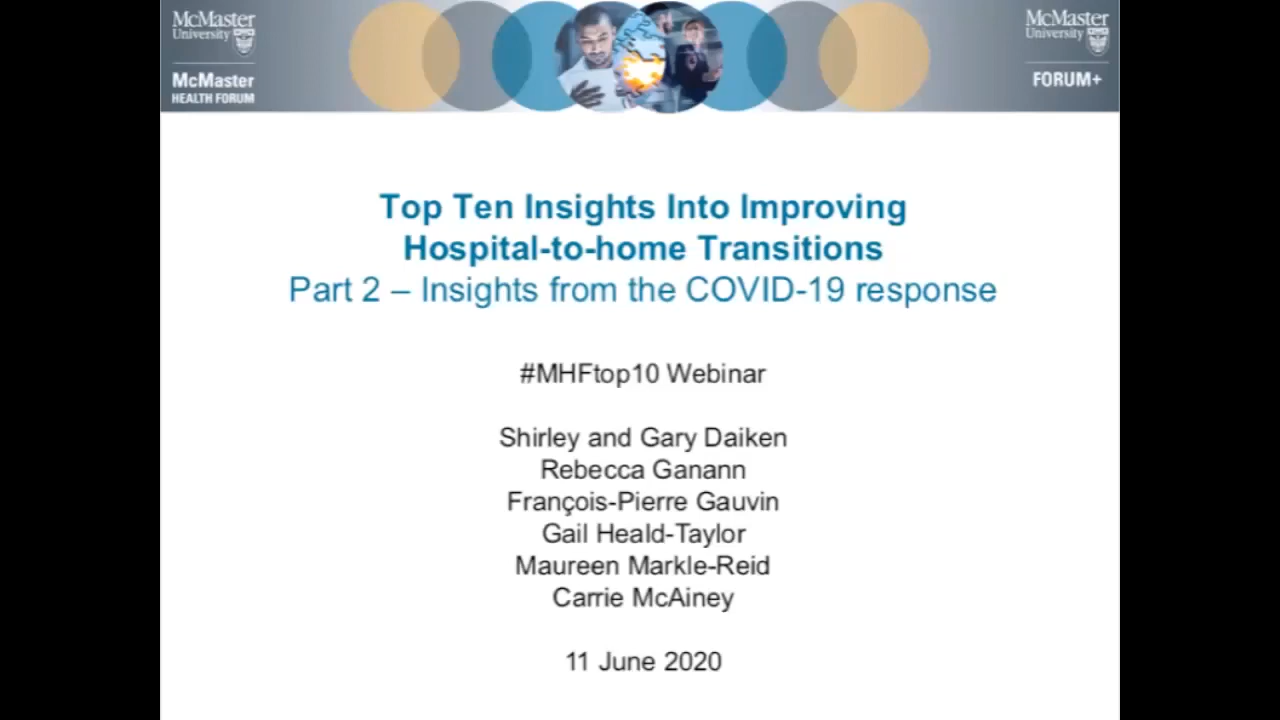 McMaster
University
McMaster
HEALTH FORUM
McMaster
University
FORUM+
Top Ten Insights Into Improving
Hospital-to-home Transitions
Part 2 – Insights from the COVID-19 response
#MHFtop10 Webinar
Shirley and Gary Daiken
Rebecca Ganann
François-Pierre Gauvin
Gail Heald-Taylor
Maureen Markle-Reid
Carrie McAiney
11 June 2020